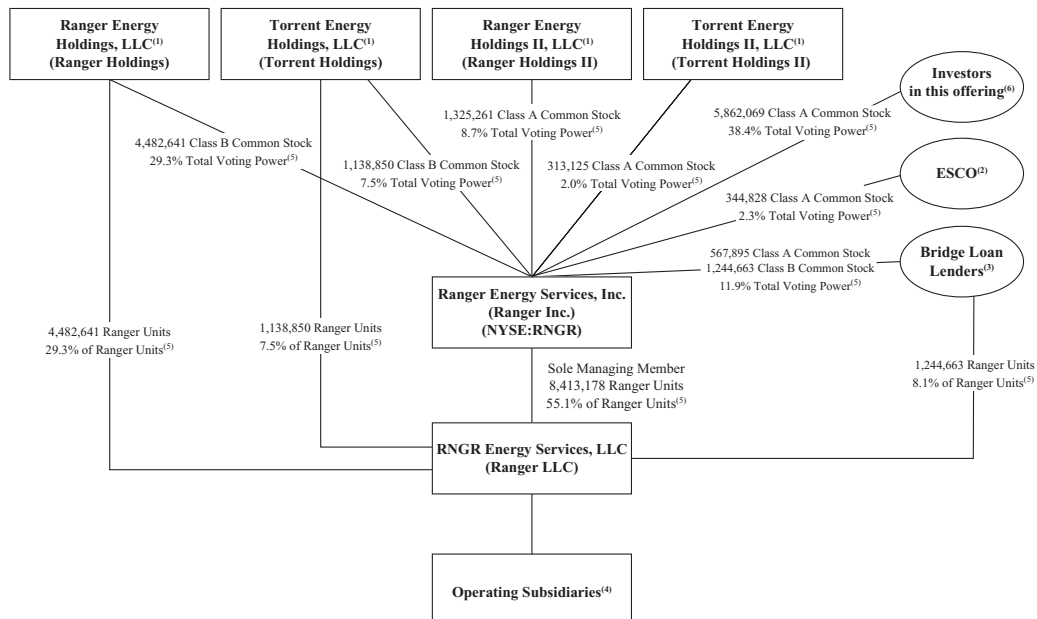 Ranger Energy
Holdings, LLC(1)
(Ranger Holdings)
Torrent Energy
Holdings, LLC(1)
(Torrent Holdings)
Ranger Energy
Holdings II, LLC(1)
(Ranger Holdings II)
Torrent Energy
Holdings II, LLC(1)
(Torrent Holdings II)
Investors
in this offering(6)
4,482,641 Class B Common Stock
29.3% Total Voting Power(5)
1,138,850 Class B Common Stock
7.5% Total Voting Power(5)
1,325,261 Class A Common Stock
8.7% Total Voting Power(5)
313,125 Class A Common Stock
2.0% Total Voting Power(5)
5,862,069 Class A Common Stock
38.4% Total Voting Power(5)
ESCO(2)
344,828 Class A Common Stock
2.3% Total Voting Power(5)
Bridge Loan
Lenders(3)
567,895 Class A Common Stock
1,244,663 Class B Common Stock
11.9% Total Voting Power(5)
Ranger Energy Services, Inc.
(Ranger Inc.)
(NYSE:RNGR)
4,482,641 Ranger Units
29.3% of Ranger Units(5)
1,138,850 Ranger Units
7.5% of Ranger Units(5)
Sole Managing Member
8,413,178 Ranger Units
55.1% of Ranger Units(5)
1,244,663 Ranger Units
8.1% of Ranger Units(5)
RNGR Energy Services, LLC
(Ranger LLC)
Operating Subsidiaries(4)